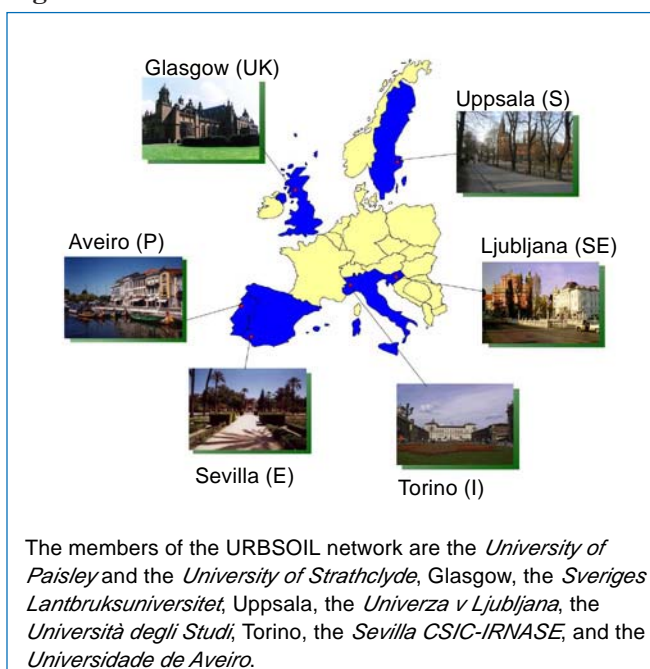 Glasgow (UK)
Uppsala (S)
Aveiro (P)
Ljubljana (SE)
Sevilla (E)
Torino (I)
The members of the URBSOIL network are the University of
Paisley and the University of Strathclyde, Glasgow, the Sveriges
Lantbruksuniversitet, Uppsala, the Univerza v Ljubljana, the
Università degli Studi, Torino, the Sevilla CSIC-IRNASE, and the
Universidade de Aveiro.